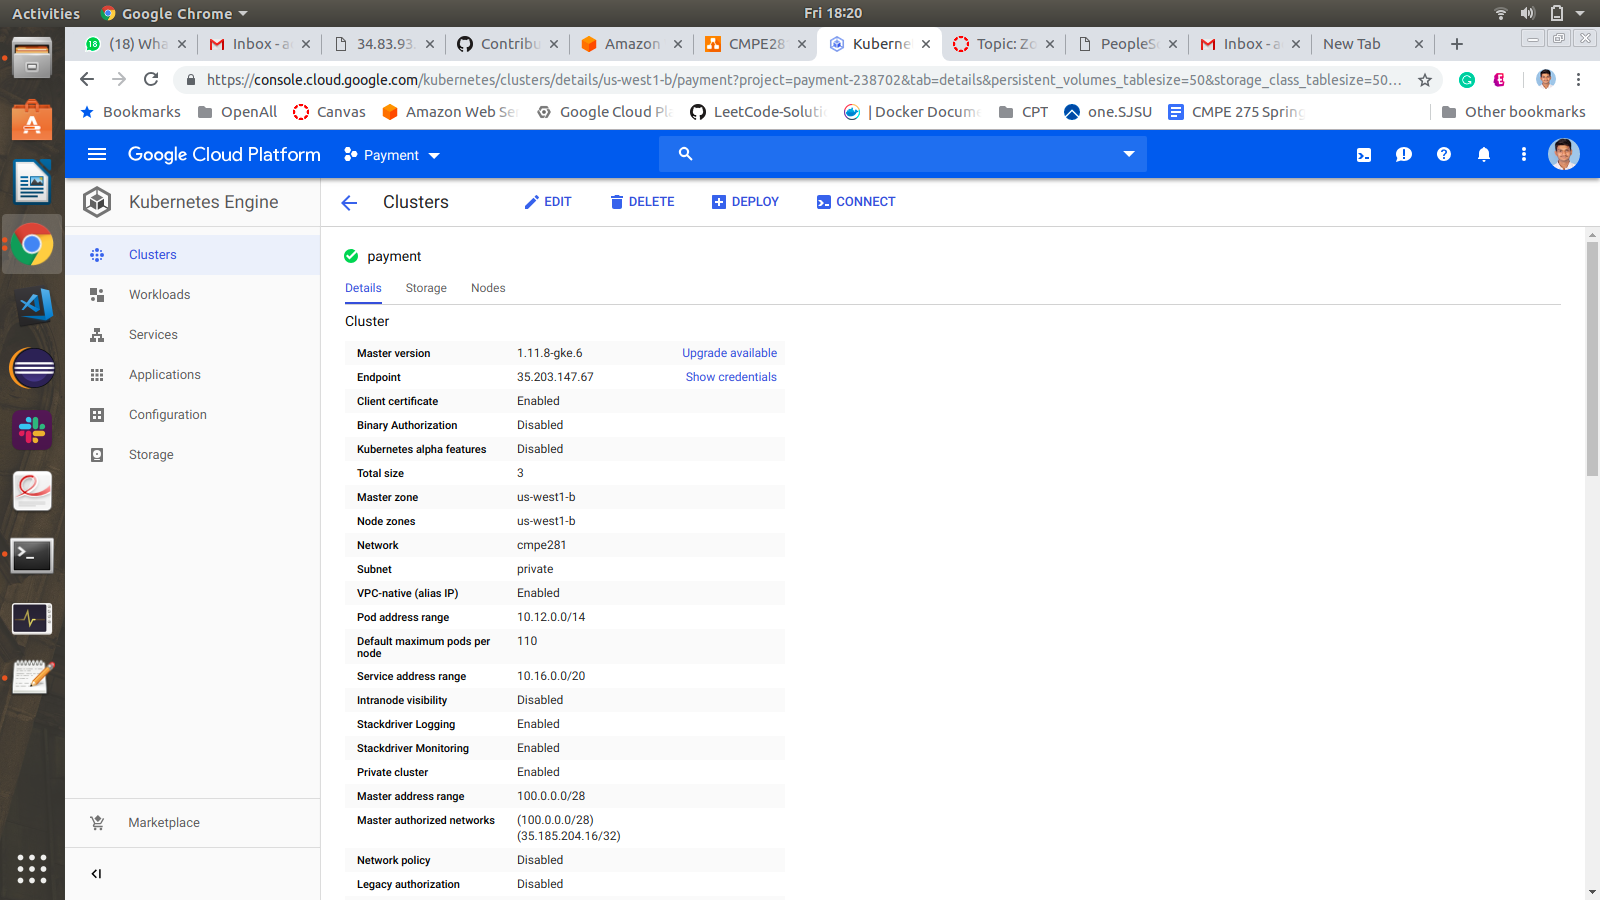 Activities Google Chrome Fri 18:20
(18) Wha Inbox - a 34.83.93. Contribu Amazon CMPE28 Kuberne Topic: Zo PeopleS Inbox - a New Tab
https://console.cloud.google.com/kubernetes/clusters/details/us-west1-b/payment?project=payment-238702&tab=details&persistent_volumes_tablesize=50&storage_class_tablesize=50...
Bookmarks OpenAll Canvas Amazon Web Se Google Cloud Pla LeetCode-Soluti | Docker Docume CPT one.SJSU CMPE 275 Spring Other bookmarks
Google Cloud Platform Payment
Kubernetes Engine Clusters EDIT DELETE DEPLOY CONNECT
Clusters
Workloads
Services
Applications
Configuration
Storage
Marketplace
payment
Details Storage Nodes
Cluster
Master version 1.11.8-gke.6 Upgrade available
Endpoint 35.203.147.67 Show credentials
Client certificate Enabled
Binary Authorization Disabled
Kubernetes alpha features Disabled
Total size 3
Master zone us-west1-b
Node zones us-west1-b
Network cmpe281
Subnet private
VPC-native (alias IP) Enabled
Pod address range 10.12.0.0/14
Default maximum pods per node 110
Service address range 10.16.0.0/20
Intranode visibility Disabled
Stackdriver Logging Enabled
Stackdriver Monitoring Enabled
Private cluster Enabled
Master address range 100.0.0.0/28
Master authorized networks (100.0.0.0/28)
(35.185.204.16/32)
Network policy Disabled
Legacy authorization Disabled